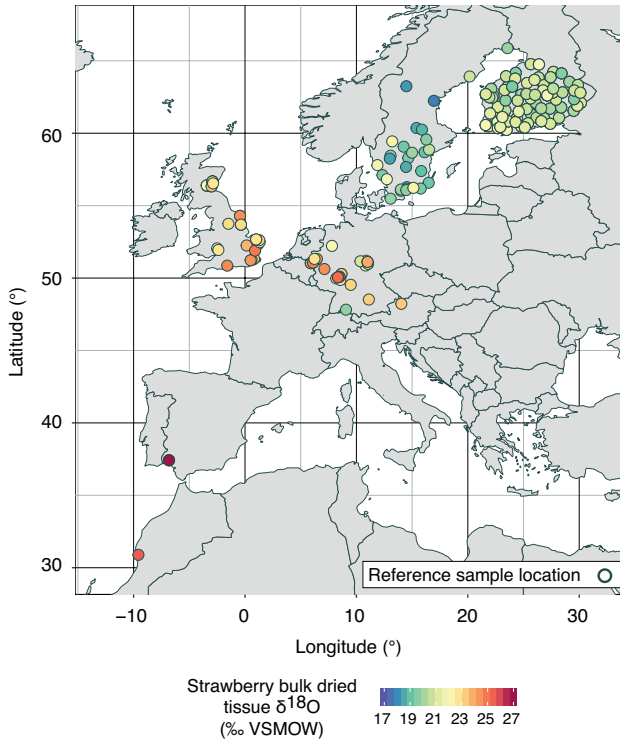 Latitude (°)
60
50
40
30
Reference sample location
−10
0
10
20
30
Longitude (°)
Strawberry bulk dried
tissue δ¹⁸O
(‰ VSMOW)
17 19 21 23 25 27